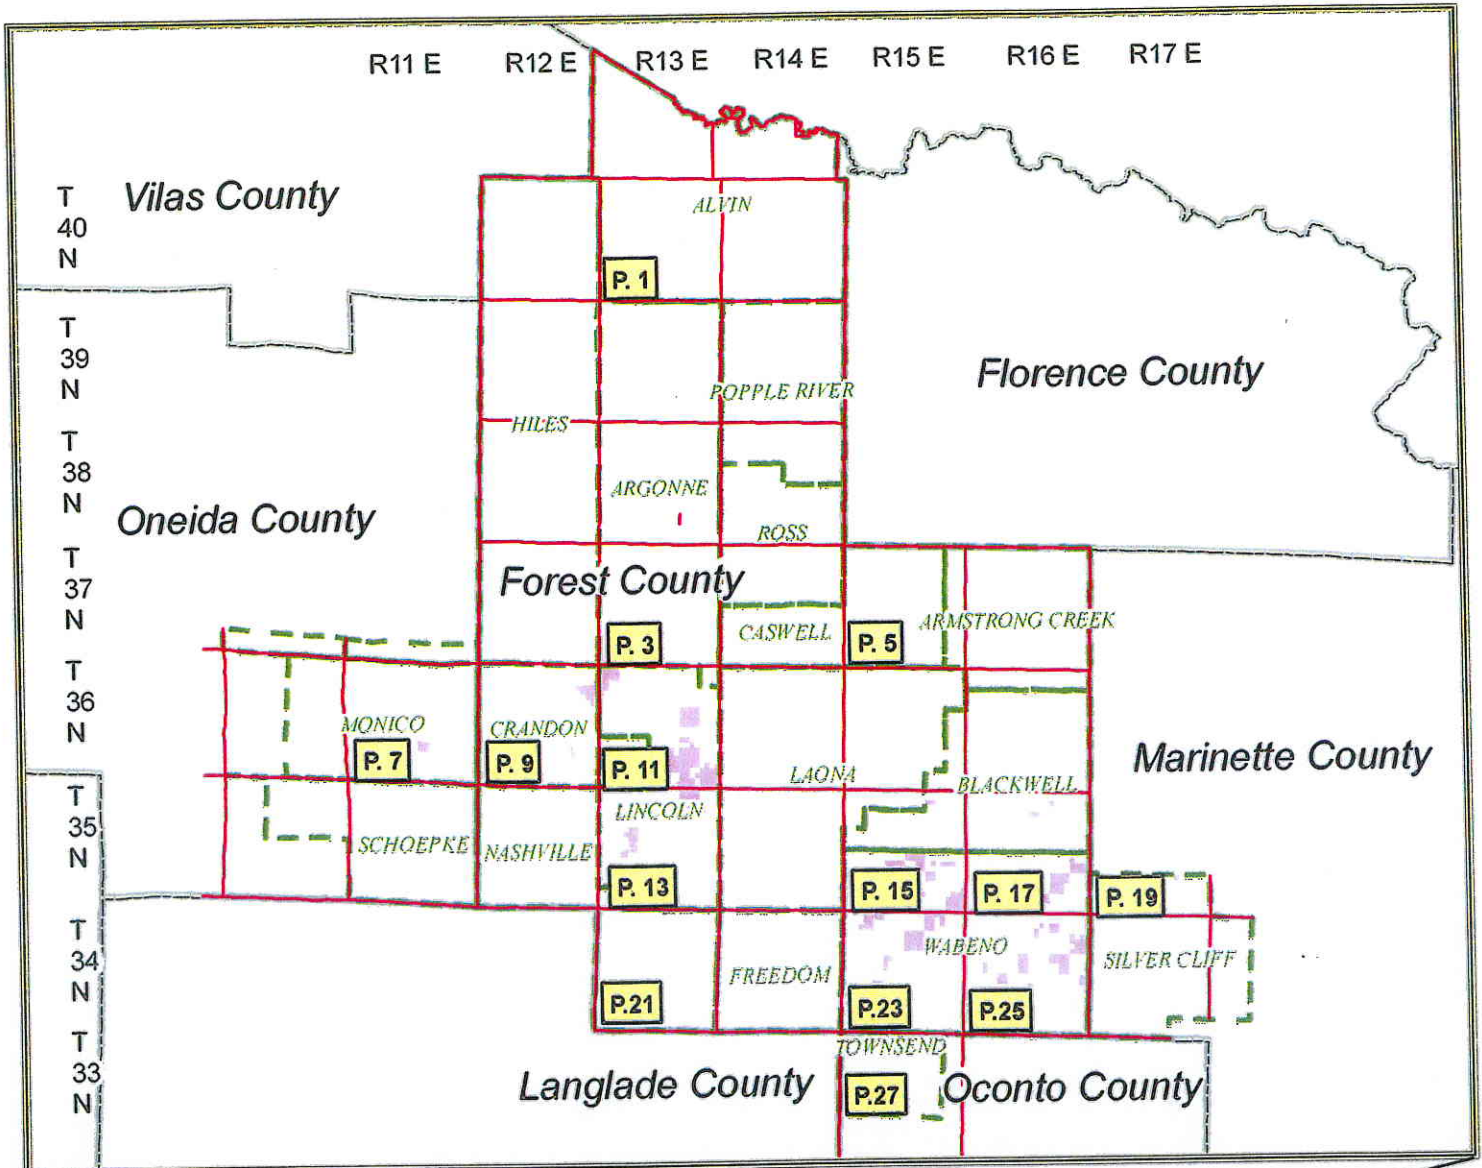 R11 E
R12 E
R13 E
R14 E
R15 E
R16 E
R17 E
T
40
N
Vilas County
ALVIN
P. 1
T
39
N
Florence County
POPPLE RIVER
HILES
T
38
N
ARGONNE
Oneida County
ROSS
T
37
N
Forest County
ARMSTRONG CREEK
CASWELL
P. 3
P. 5
T
36
N
MONICO
CRANDON
P. 7
P. 9
P. 11
LAONA
BLACKWELL
Marinette County
T
35
N
LINCOLN
SCHOEPKE
NASHVILLE
P. 13
P. 15
P. 17
P. 19
T
34
N
WABENO
SILVER CLIFF
FREEDOM
P.21
P.23
P.25
T
33
N
TOWNSEND
Langlade County
P.27
Oconto County